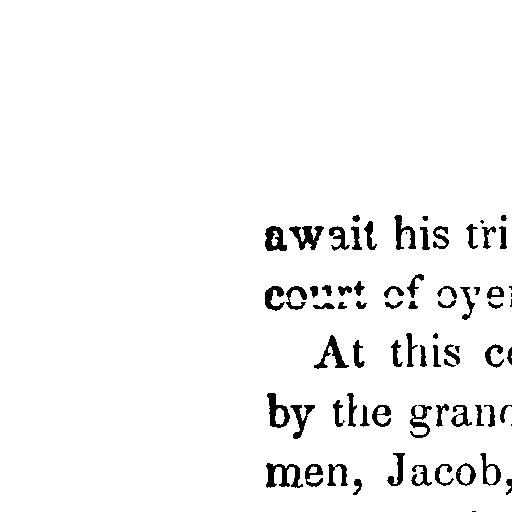 await his tri
court of oyer
At this co
by the grand
men, Jacob,